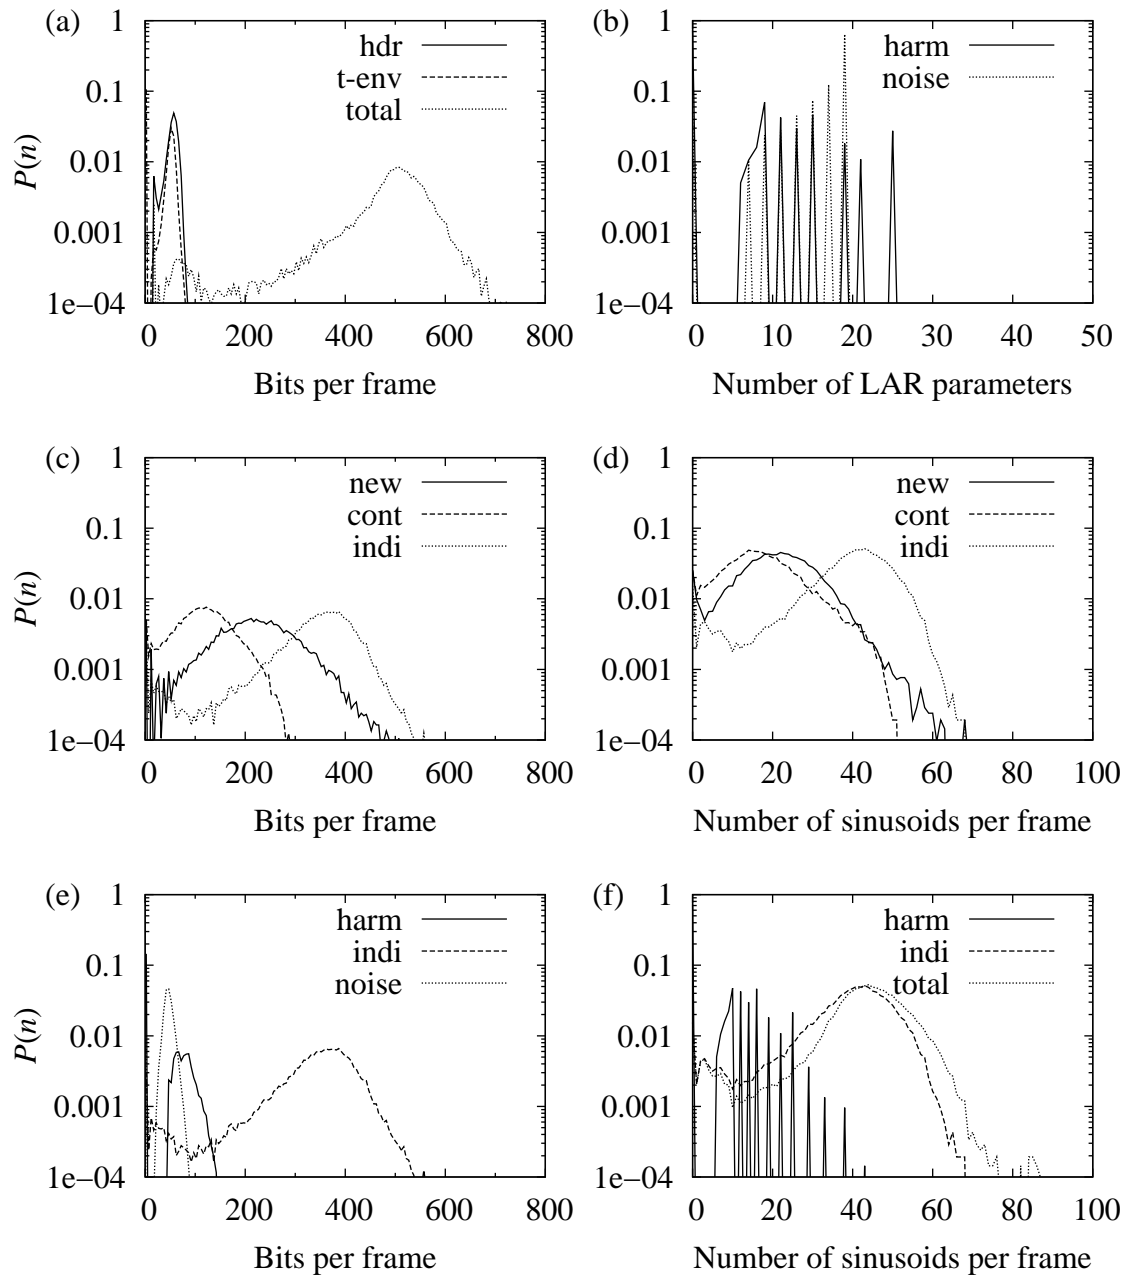 (a)
1
0.1
0.01
0.001
1e−04
P(n)
hdr
t-env
total
0
200
400
600
800
Bits per frame
(b)
1
0.1
0.01
0.001
1e−04
harm
noise
0
10
20
30
40
50
Number of LAR parameters
(c)
1
0.1
0.01
0.001
1e−04
P(n)
new
cont
indi
0
200
400
600
800
Bits per frame
(d)
1
0.1
0.01
0.001
1e−04
new
cont
indi
0
20
40
60
80
100
Number of sinusoids per frame
(e)
1
0.1
0.01
0.001
1e−04
P(n)
harm
indi
noise
0
200
400
600
800
Bits per frame
(f)
1
0.1
0.01
0.001
1e−04
harm
indi
total
0
20
40
60
80
100
Number of sinusoids per frame